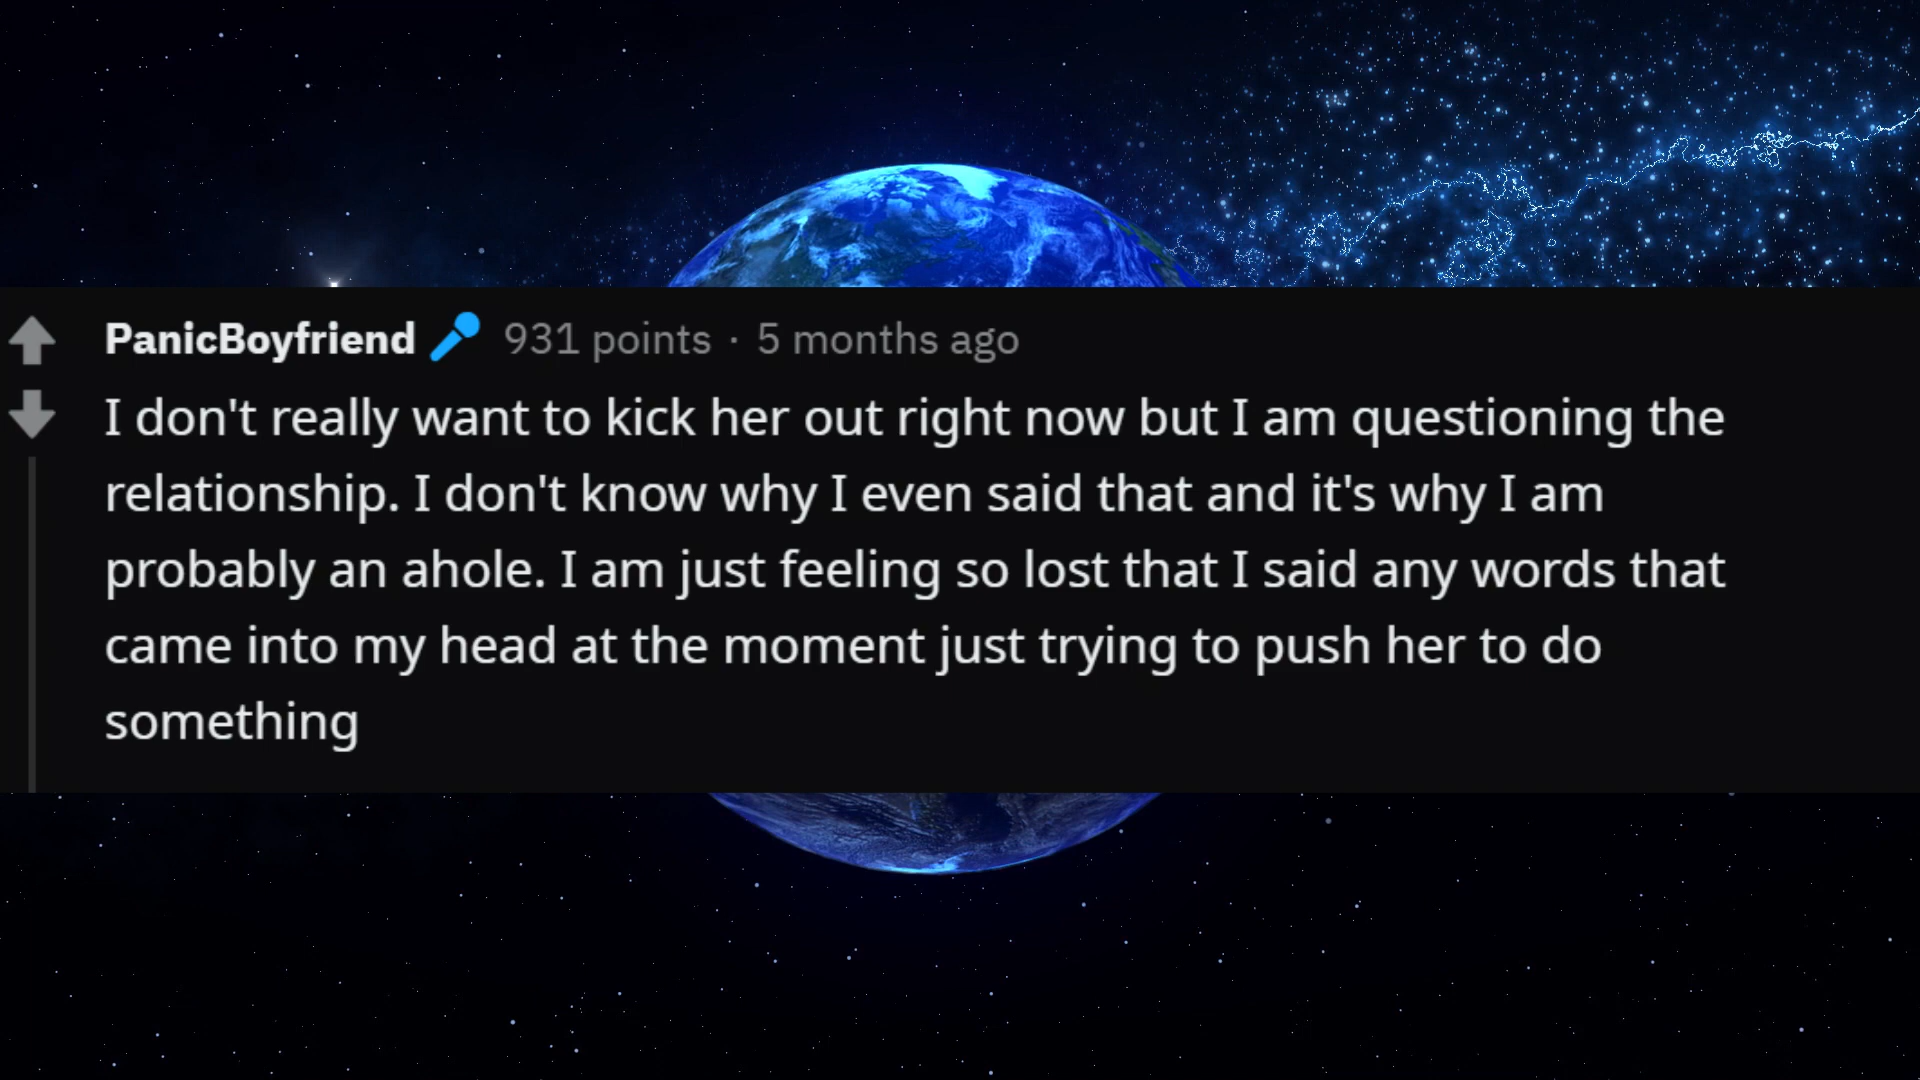 PanicBoyfriend 931 points · 5 months ago
I don't really want to kick her out right now but I am questioning the
relationship. I don't know why I even said that and it's why I am
probably an ahole. I am just feeling so lost that I said any words that
came into my head at the moment just trying to push her to do
something